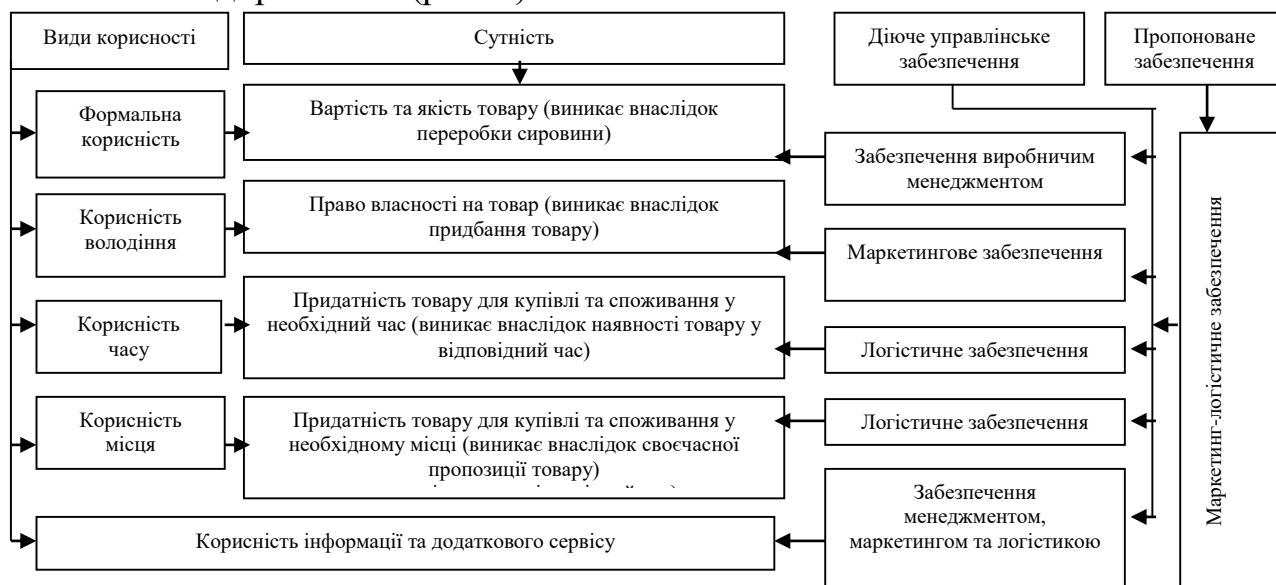 Види корисності
Сутність
Діюче управлінське
забезпечення
Пропоноване
забезпечення
Формальна
корисність
Вартість та якість товару (виникає внаслідок
переробки сировини)
Забезпечення виробничим
менеджментом
Корисність
володіння
Право власності на товар (виникає внаслідок
придбання товару)
Маркетингове забезпечення
Корисність
часу
Придатність товару для купівлі та споживання у
необхідний час (виникає внаслідок наявності товару у
відповідний час)
Логістичне забезпечення
Корисність
місця
Придатність товару для купівлі та споживання у
необхідному місці (виникає внаслідок своєчасної
пропозиції товару)
Логістичне забезпечення
Корисність інформації та додаткового сервісу
Забезпечення
менеджментом,
маркетингом та логістикою
Маркетинг-логістичне забезпечення